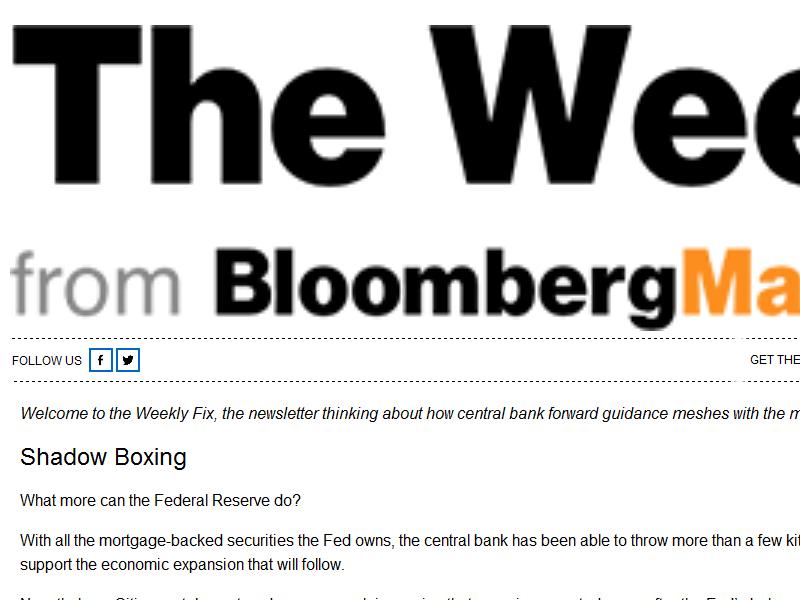 The Wee
from BloombergMa
FOLLOW US
GET THE
Welcome to the Weekly Fix, the newsletter thinking about how central bank forward guidance meshes with the m
Shadow Boxing
What more can the Federal Reserve do?
With all the mortgage-backed securities the Fed owns, the central bank has been able to throw more than a few kit
support the economic expansion that will follow.